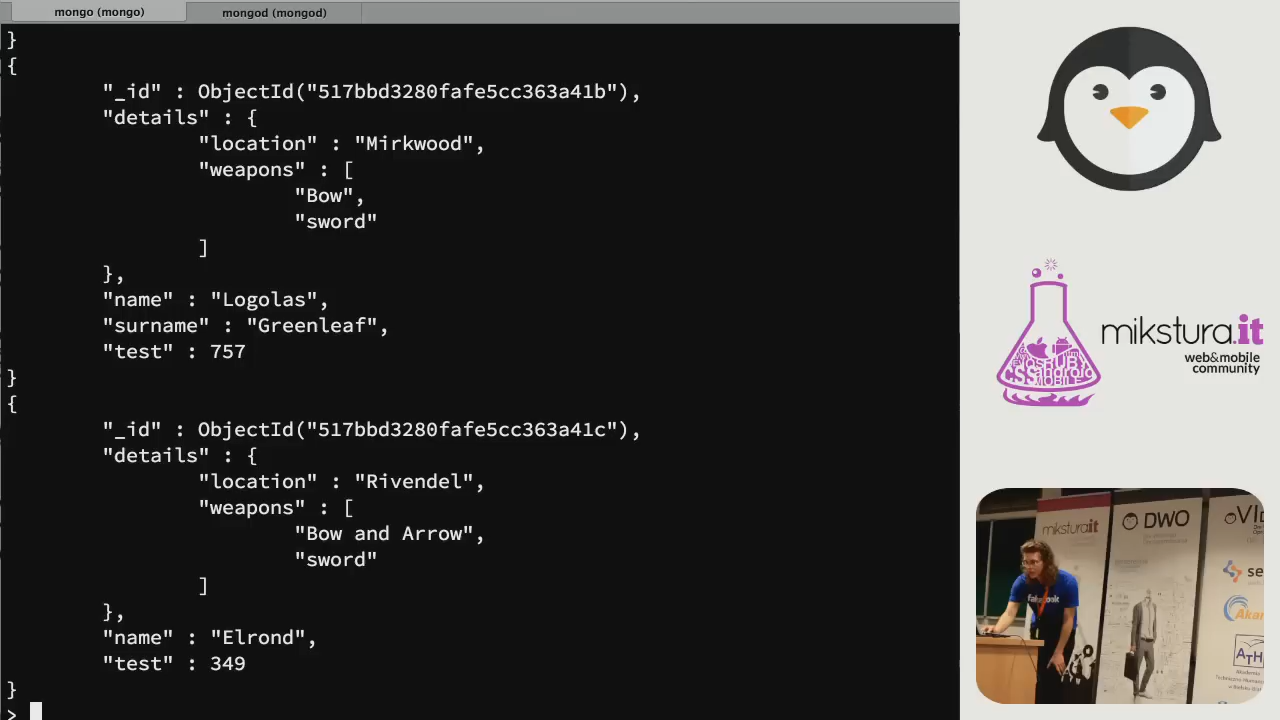 mongo (mongo)
mongod (mongod)
}
{
"_id" : ObjectId("517bbd3280fafe5cc363a41b"),
"details" : {
"location" : "Mirkwood",
"weapons" : [
"Bow",
"sword"
]
},
"name" : "Logolas",
"surname" : "Greenleaf",
"test" : 757
}
{
"_id" : ObjectId("517bbd3280fafe5cc363a41c"),
"details" : {
"location" : "Rivendel",
"weapons" : [
"Bow and Arrow",
"sword"
]
},
"name" : "Elrond",
"test" : 349
}
>
mikstura.it
web&mobile
community
mikstura.it
DWO